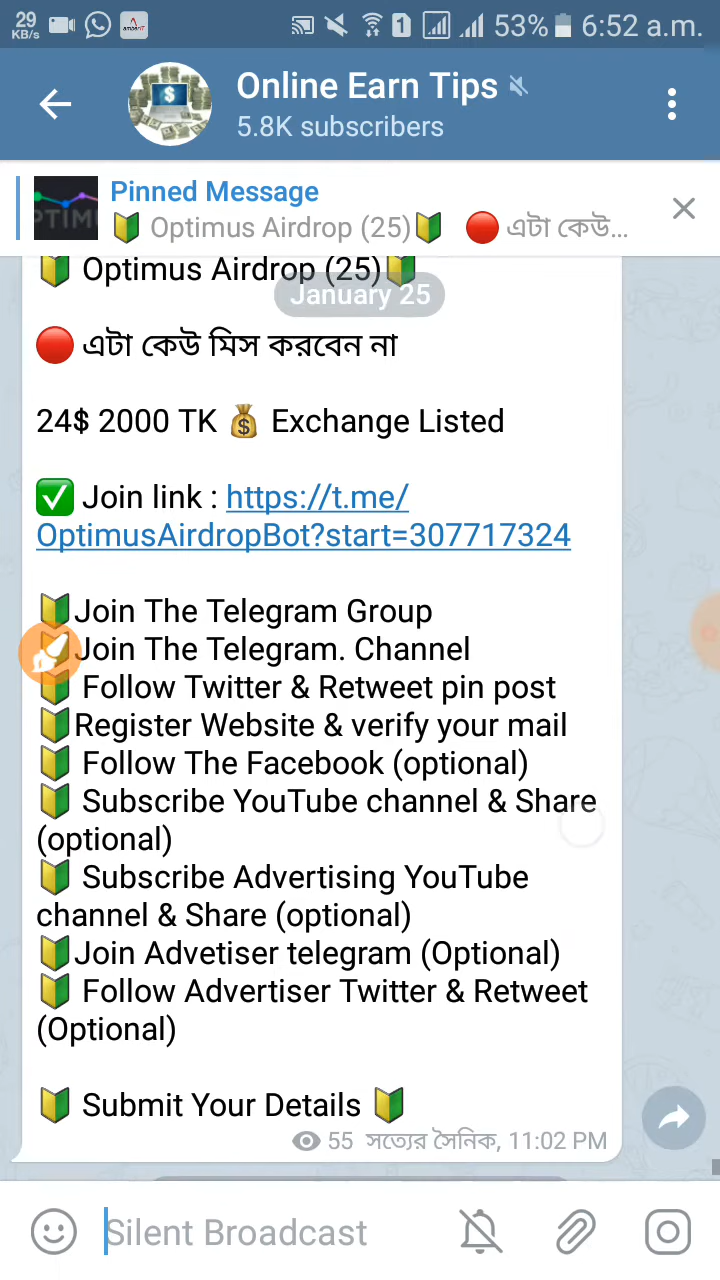 29
KB/s
amberIT
1
53%
6:52 a.m.
Online Earn Tips
5.8K subscribers
PTIM
Pinned Message
🔰 Optimus Airdrop (25)🔰 🔴 এটা কেউ...
🔰 Optimus Airdrop (25)🔰
January 25
🔴 এটা কেউ মিস করবেন না
24$ 2000 TK 💰 Exchange Listed
✅ Join link : https://t.me/
OptimusAirdropBot?start=307717324
🔰Join The Telegram Group
🔰Join The Telegram. Channel
🔰 Follow Twitter & Retweet pin post
🔰Register Website & verify your mail
🔰 Follow The Facebook (optional)
🔰 Subscribe YouTube channel & Share
(optional)
🔰 Subscribe Advertising YouTube
channel & Share (optional)
🔰Join Advetiser telegram (Optional)
🔰 Follow Advertiser Twitter & Retweet
(Optional)
🔰 Submit Your Details 🔰
55 সত্যের সৈনিক, 11:02 PM
Silent Broadcast